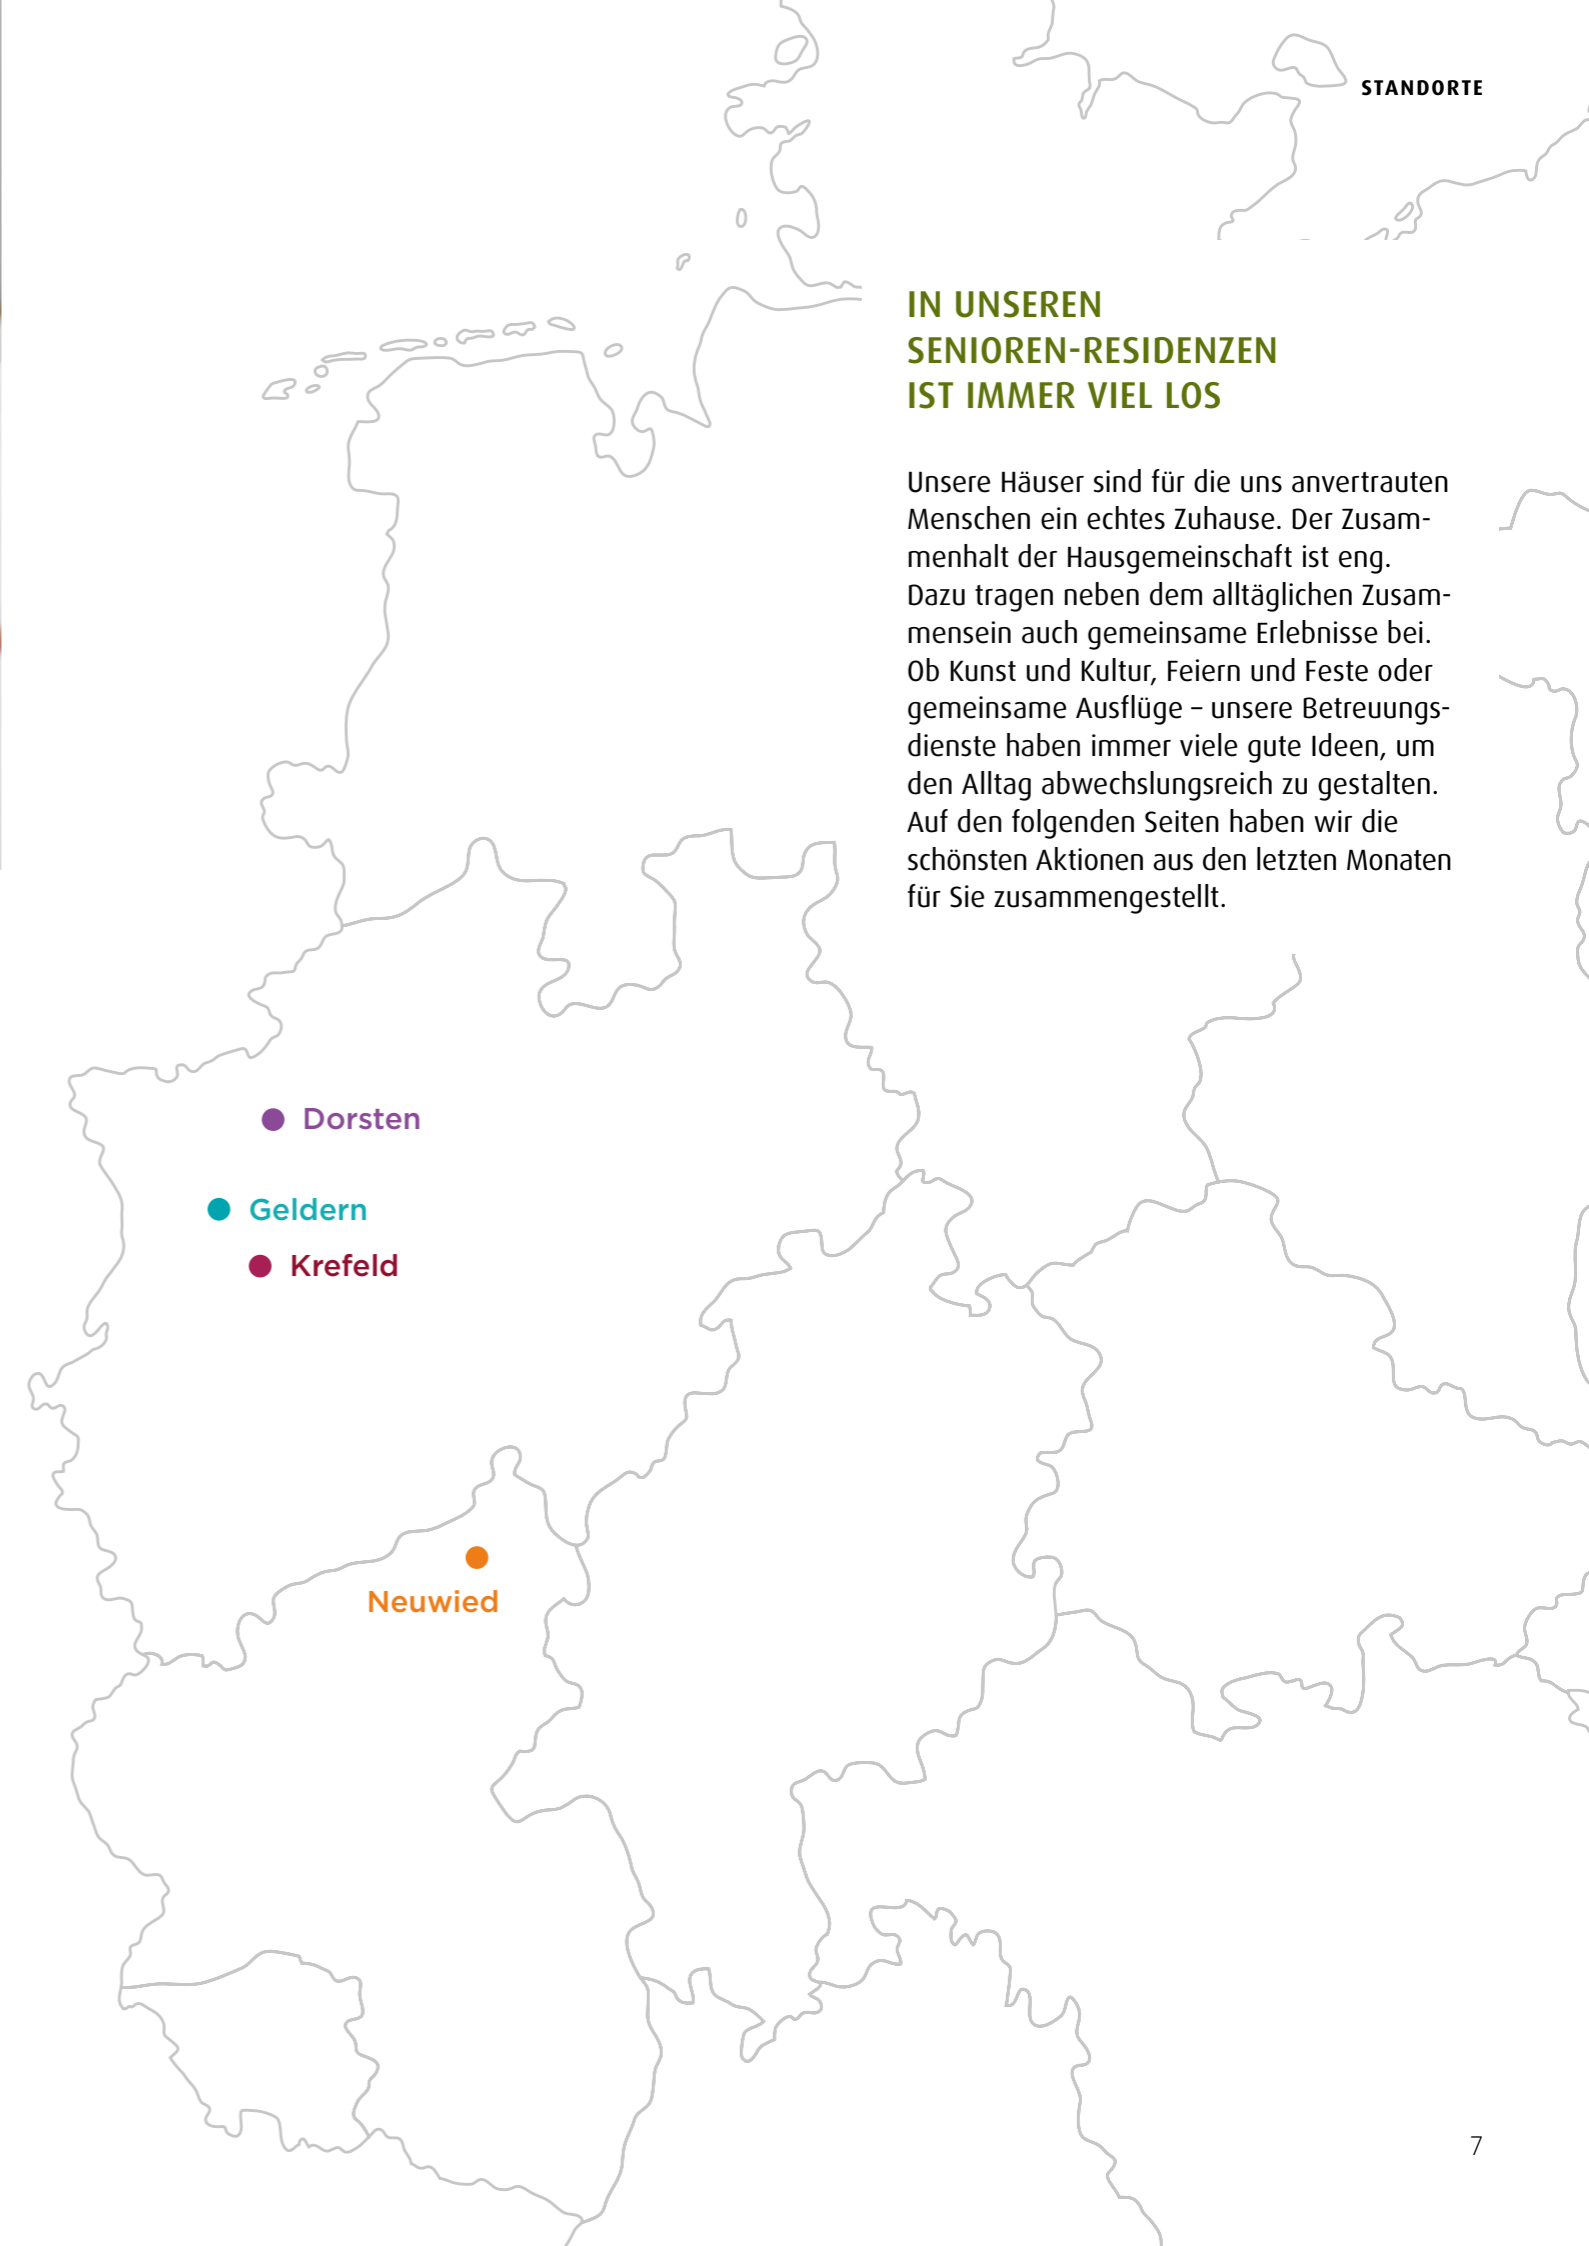 STANDORTE
IN UNSEREN
SENIOREN-RESIDENZEN
IST IMMER VIEL LOS
Unsere Häuser sind für die uns anvertrauten
Menschen ein echtes Zuhause. Der Zusam-
menhalt der Hausgemeinschaft ist eng.
Dazu tragen neben dem alltäglichen Zusam-
mensein auch gemeinsame Erlebnisse bei.
Ob Kunst und Kultur, Feiern und Feste oder
gemeinsame Ausflüge – unsere Betreuungs-
dienste haben immer viele gute Ideen, um
den Alltag abwechslungsreich zu gestalten.
Auf den folgenden Seiten haben wir die
schönsten Aktionen aus den letzten Monaten
für Sie zusammengestellt.
Dorsten
Geldern
Krefeld
Neuwied
7